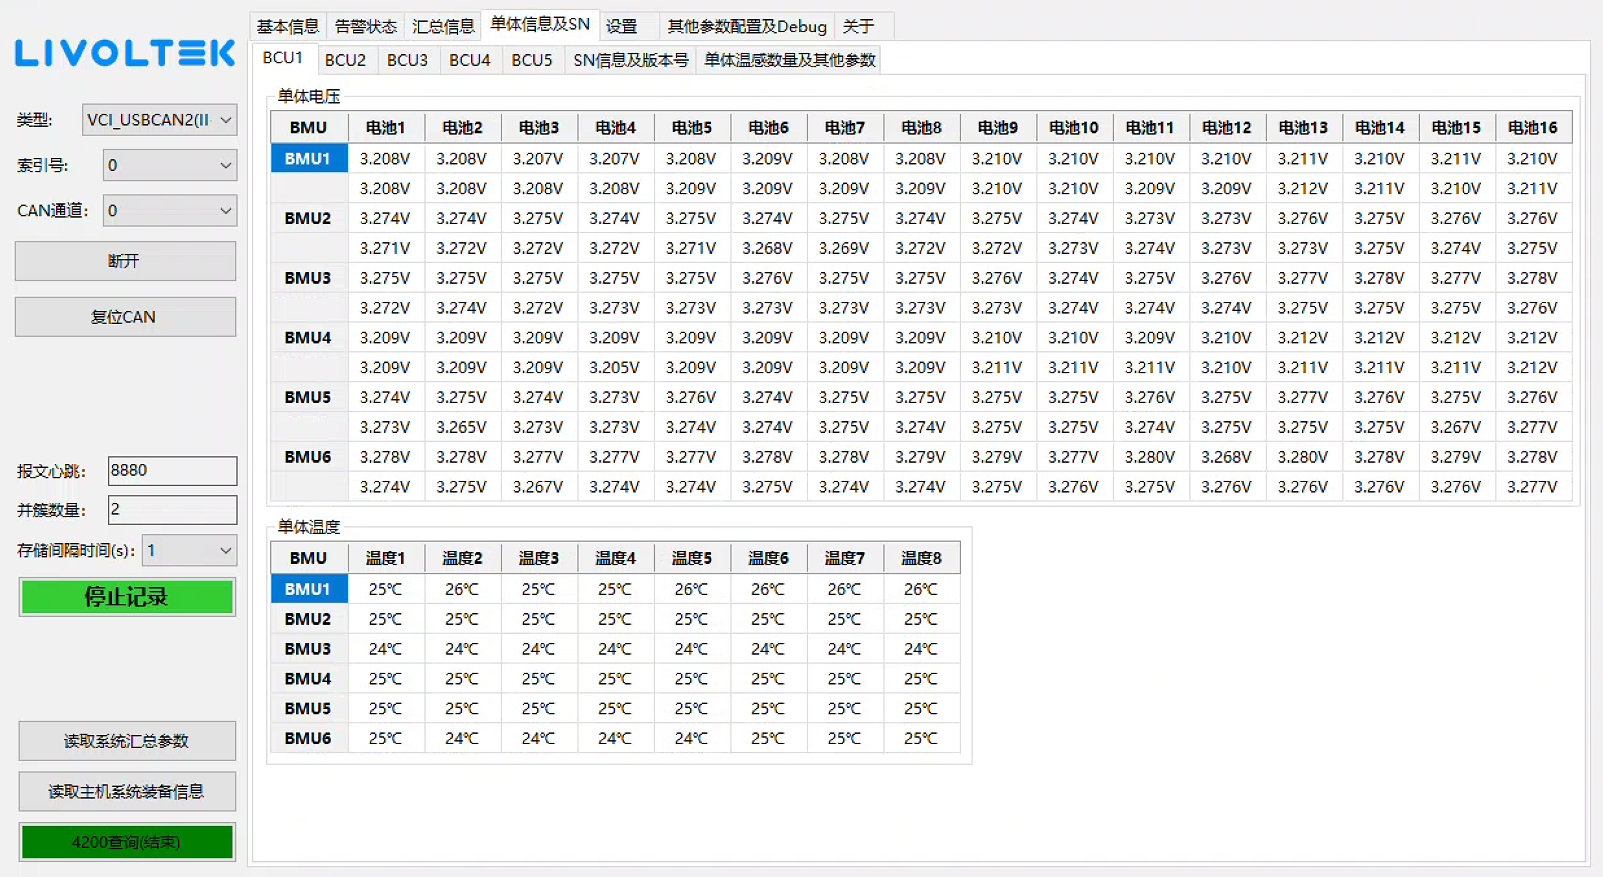 LIVOLTEK
基本信息 告警状态 汇总信息 单体信息及SN 设置 其他参数配置及Debug 关于
BCU1 BCU2 BCU3 BCU4 BCU5 SN信息及版本号 单体温感数量及其他参数
类型: VCI_USBCAN2(II
索引号: 0
CAN通道: 0
断开
复位CAN
报文心跳: 8880
并簇数量: 2
存储间隔时间(s): 1
停止记录
读取系统汇总参数
读取主机系统装备信息
4200查询(结束)
单体电压
BMU 电池1 电池2 电池3 电池4 电池5 电池6 电池7 电池8 电池9 电池10 电池11 电池12 电池13 电池14 电池15 电池16
BMU1 3.208V 3.208V 3.207V 3.207V 3.208V 3.209V 3.208V 3.208V 3.210V 3.210V 3.210V 3.210V 3.211V 3.210V 3.211V 3.210V
3.208V 3.208V 3.208V 3.208V 3.209V 3.209V 3.209V 3.209V 3.210V 3.210V 3.209V 3.209V 3.212V 3.211V 3.210V 3.211V
BMU2 3.274V 3.274V 3.275V 3.274V 3.275V 3.274V 3.275V 3.274V 3.275V 3.274V 3.273V 3.273V 3.276V 3.275V 3.276V 3.276V
3.271V 3.272V 3.272V 3.272V 3.271V 3.268V 3.269V 3.272V 3.272V 3.273V 3.274V 3.273V 3.273V 3.275V 3.274V 3.275V
BMU3 3.275V 3.275V 3.275V 3.275V 3.275V 3.276V 3.275V 3.275V 3.276V 3.274V 3.275V 3.276V 3.277V 3.278V 3.277V 3.278V
3.272V 3.274V 3.272V 3.273V 3.273V 3.273V 3.273V 3.273V 3.273V 3.274V 3.274V 3.274V 3.275V 3.275V 3.275V 3.276V
BMU4 3.209V 3.209V 3.209V 3.209V 3.209V 3.209V 3.209V 3.209V 3.210V 3.210V 3.209V 3.210V 3.212V 3.212V 3.212V 3.212V
3.209V 3.209V 3.209V 3.205V 3.209V 3.209V 3.209V 3.209V 3.211V 3.211V 3.211V 3.210V 3.211V 3.211V 3.211V 3.212V
BMU5 3.274V 3.275V 3.274V 3.273V 3.276V 3.274V 3.275V 3.275V 3.275V 3.275V 3.276V 3.275V 3.277V 3.276V 3.275V 3.276V
3.273V 3.265V 3.273V 3.273V 3.274V 3.274V 3.275V 3.274V 3.275V 3.275V 3.274V 3.275V 3.275V 3.275V 3.267V 3.277V
BMU6 3.278V 3.278V 3.277V 3.277V 3.277V 3.278V 3.278V 3.279V 3.279V 3.277V 3.280V 3.268V 3.280V 3.278V 3.279V 3.278V
3.274V 3.275V 3.267V 3.274V 3.274V 3.275V 3.274V 3.274V 3.275V 3.276V 3.275V 3.276V 3.276V 3.276V 3.276V 3.277V
单体温度
BMU 温度1 温度2 温度3 温度4 温度5 温度6 温度7 温度8
BMU1 25℃ 26℃ 25℃ 25℃ 26℃ 26℃ 26℃ 26℃
BMU2 25℃ 25℃ 25℃ 25℃ 25℃ 25℃ 25℃ 25℃
BMU3 24℃ 24℃ 24℃ 24℃ 24℃ 24℃ 24℃ 24℃
BMU4 25℃ 25℃ 25℃ 25℃ 25℃ 25℃ 25℃ 25℃
BMU5 25℃ 25℃ 25℃ 25℃ 25℃ 25℃ 25℃ 25℃
BMU6 25℃ 24℃ 24℃ 24℃ 24℃ 25℃ 25℃ 25℃